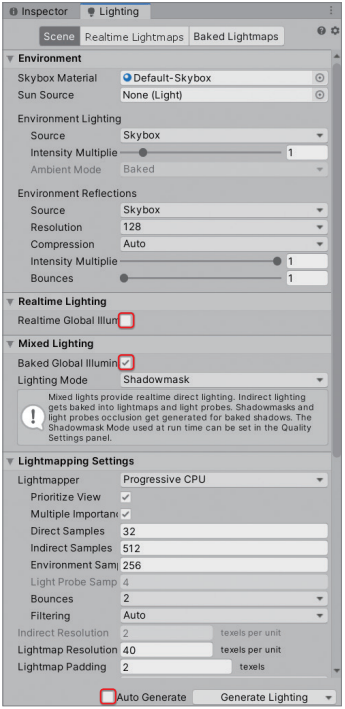 Inspector Lighting
Scene Realtime Lightmaps Baked Lightmaps
Environment
Skybox Material Default-Skybox
Sun Source None (Light)
Environment Lighting
Source Skybox
Intensity Multiplie 1
Ambient Mode Baked
Environment Reflections
Source Skybox
Resolution 128
Compression Auto
Intensity Multiplie 1
Bounces 1
Realtime Lighting
Realtime Global Illum
Mixed Lighting
Baked Global Illumin
Lighting Mode Shadowmask
Mixed lights provide realtime direct lighting. Indirect lighting
gets baked into lightmaps and light probes. Shadowmasks and
light probes occlusion get generated for baked shadows. The
Shadowmask Mode used at run time can be set in the Quality
Settings panel.
Lightmapping Settings
Lightmapper Progressive CPU
Prioritize View
Multiple Importanc
Direct Samples 32
Indirect Samples 512
Environment Samp 256
Light Probe Samp 4
Bounces 2
Filtering Auto
Indirect Resolution 2 texels per unit
Lightmap Resolution 40 texels per unit
Lightmap Padding 2 texels
Auto Generate Generate Lighting